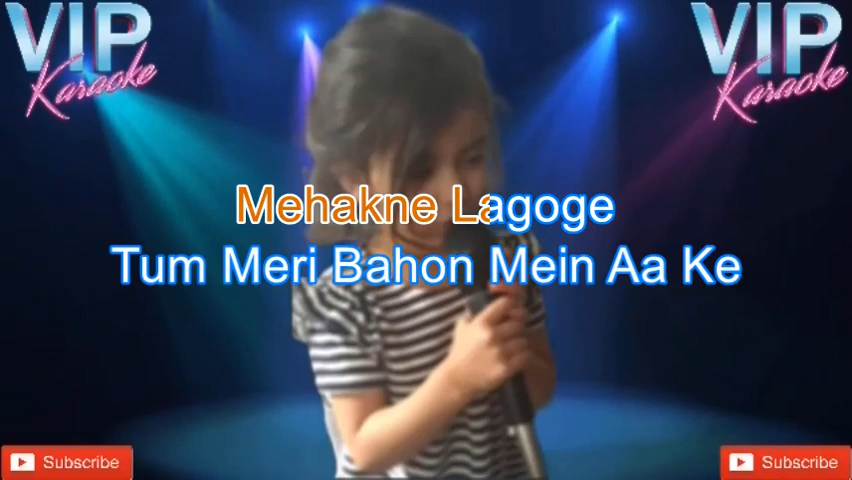 VIP VIP
Karaoke Karaoke
Mehakne Lagoge
Tum Meri Bahon Mein Aa Ke
Subscribe Subscribe